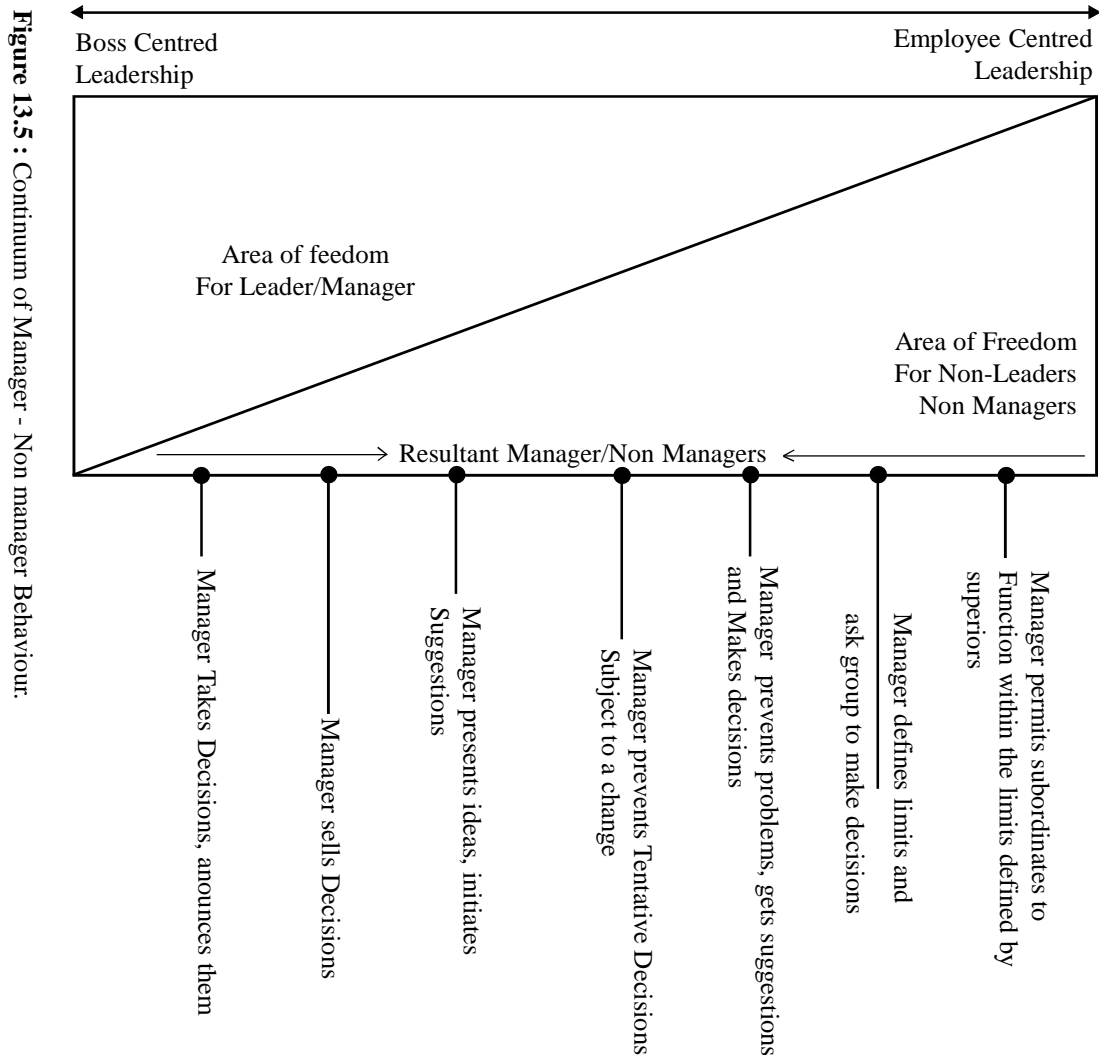 Boss Centred
Leadership
Employee Centred
Leadership
Area of feedom
For Leader/Manager
Area of Freedom
For Non-Leaders
Non Managers
Resultant Manager/Non Managers
Manager Takes Decisions, anounces them
Manager sells Decisions
Manager presents ideas, initiates
Suggestions
Manager prevents Tentative Decisions
Subject to a change
Manager prevents problems, gets suggestions
and Makes decisions
Manager defines limits and
ask group to make decisions
Manager permits subordinates to
Function within the limits defined by
superiors
Figure 13.5 : Continuum of Manager - Non manager Behaviour.